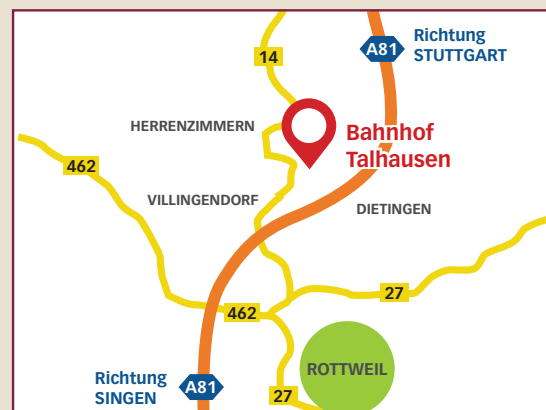 Richtung
STUTTGART
A81
14
HERRENZIMMERN
Bahnhof
Talhausen
462
VILLINGENDORF
DIETINGEN
27
462
ROTTWEIL
Richtung
SINGEN
A81
27